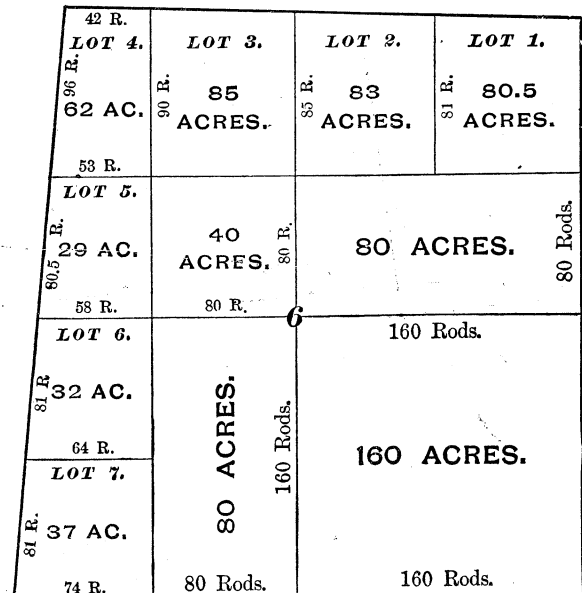 42 R.
LOT 4.
96 R.
62 AC.
53 R.
LOT 3.
90 R.
85
ACRES.
LOT 2.
85 R.
83
ACRES.
LOT 1.
81 R.
80.5
ACRES.
LOT 5.
80.5 R.
29 AC.
58 R.
40
ACRES.
80 R.
80 R.
80 ACRES.
80 Rods.
6
160 Rods.
LOT 6.
81 R
32 AC.
64 R.
LOT 7.
81 R.
37 AC.
74 R.
80 ACRES.
160 Rods.
80 Rods.
160 ACRES.
160 Rods.